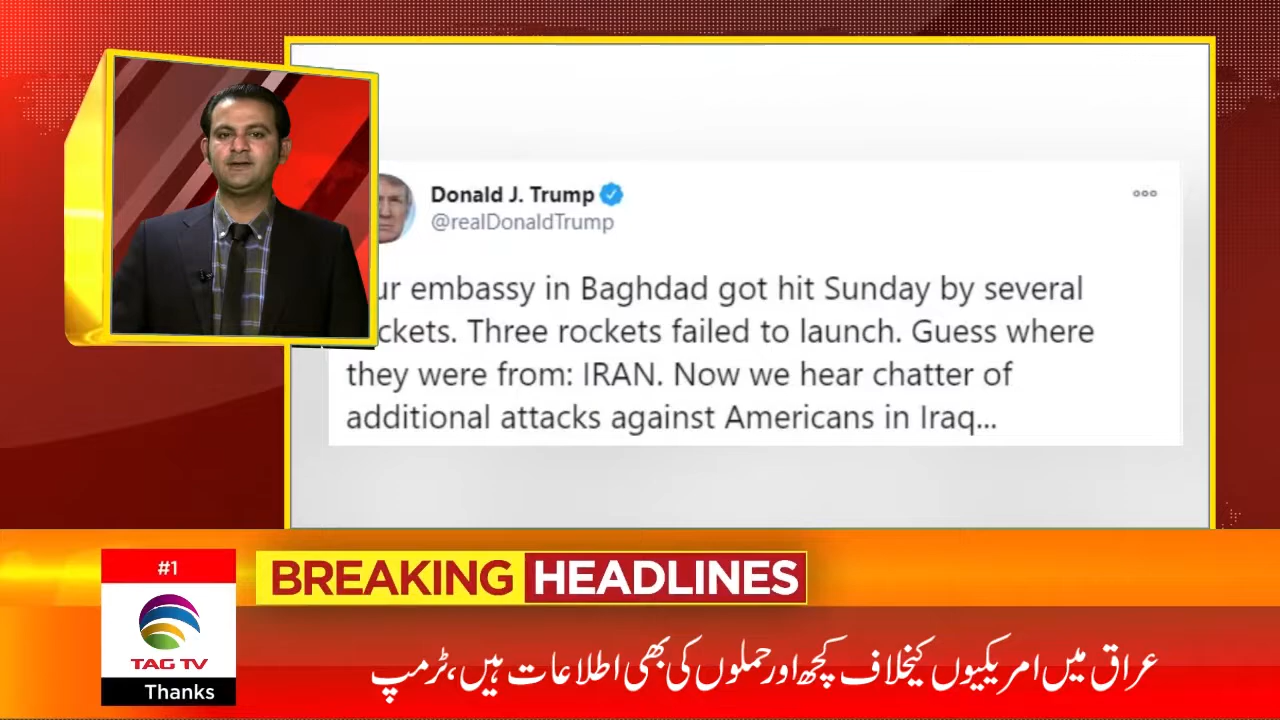 Donald J. Trump
@realDonaldTrump
embassy in Baghdad got hit Sunday by several
Three rockets failed to launch. Guess where
they were from: IRAN. Now we hear chatter of
additional attacks against Americans in Iraq...
#1
TAG TV
Thanks
BREAKING HEADLINES
عراق میں امریکیوں کیخلاف کچھ اور حملوں کی بھی اطلاعات ہیں، ٹرمپ